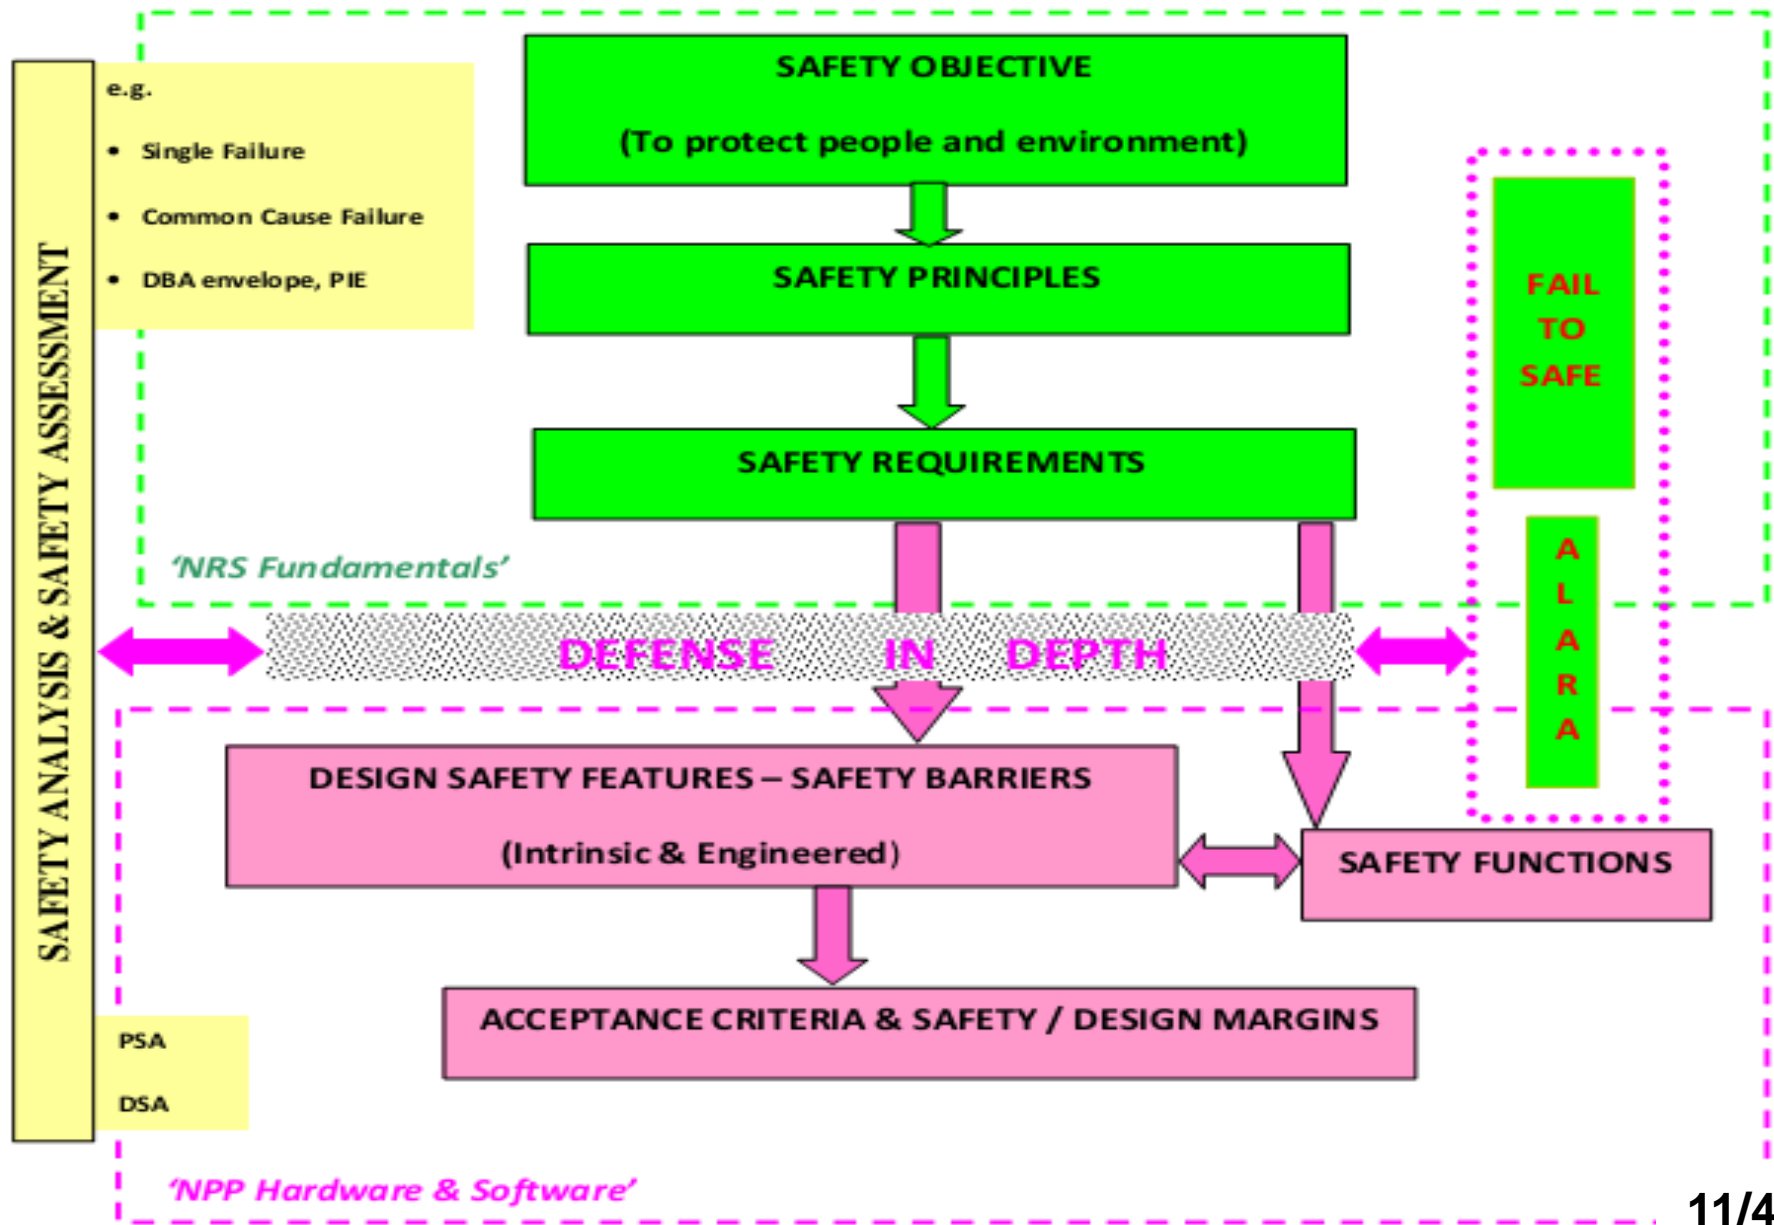 SAFETY ANALYSIS & SAFETY ASSESSMENT
e.g.
• Single Failure
• Common Cause Failure
• DBA envelope, PIE
SAFETY OBJECTIVE
(To protect people and environment)
SAFETY PRINCIPLES
SAFETY REQUIREMENTS
FAIL
TO
SAFE
A
L
A
R
A
‘NRS Fundamentals’
DEFENSE IN DEPTH
DESIGN SAFETY FEATURES – SAFETY BARRIERS
(Intrinsic & Engineered)
SAFETY FUNCTIONS
ACCEPTANCE CRITERIA & SAFETY / DESIGN MARGINS
PSA
DSA
‘NPP Hardware & Software’
11/4